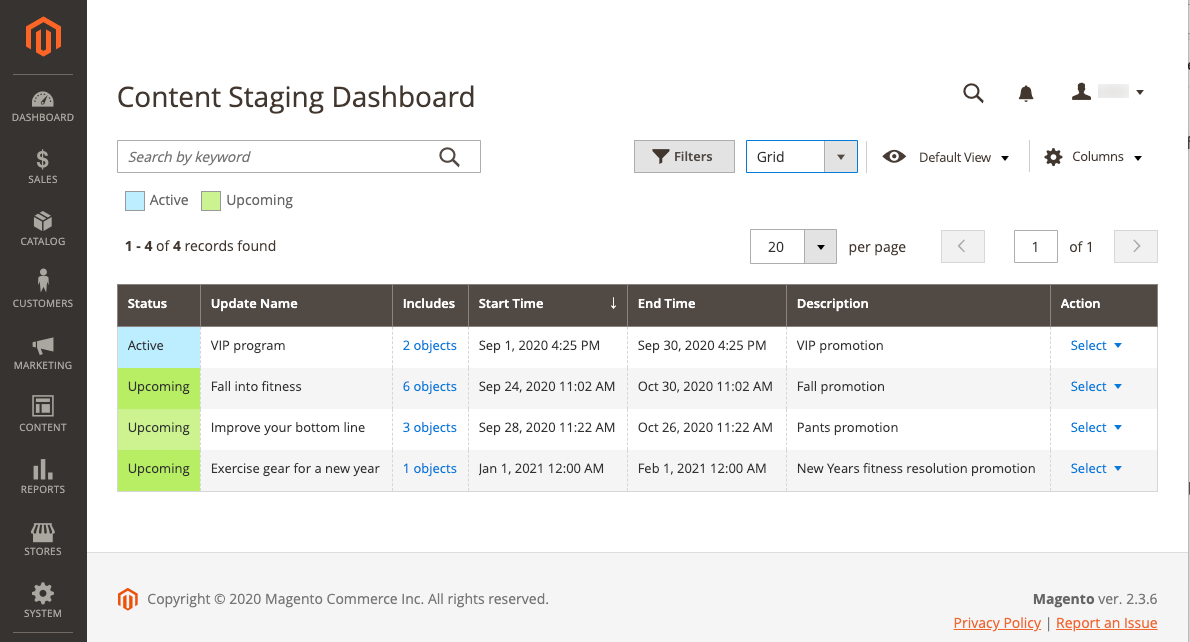 Content Staging Dashboard
DASHBOARD
SALES
CATALOG
CUSTOMERS
MARKETING
CONTENT
REPORTS
STORES
SYSTEM
Search by keyword
Filters
Grid
Default View
Columns
Active Upcoming
1 - 4 of 4 records found
20 per page
1 of 1
Status Update Name Includes Start Time ↓ End Time Description Action
Active VIP program 2 objects Sep 1, 2020 4:25 PM Sep 30, 2020 4:25 PM VIP promotion Select
Upcoming Fall into fitness 6 objects Sep 24, 2020 11:02 AM Oct 30, 2020 11:02 AM Fall promotion Select
Upcoming Improve your bottom line 3 objects Sep 28, 2020 11:22 AM Oct 26, 2020 11:22 AM Pants promotion Select
Upcoming Exercise gear for a new year 1 objects Jan 1, 2021 12:00 AM Feb 1, 2021 12:00 AM New Years fitness resolution promotion Select
Copyright © 2020 Magento Commerce Inc. All rights reserved.
Magento ver. 2.3.6
Privacy Policy | Report an Issue